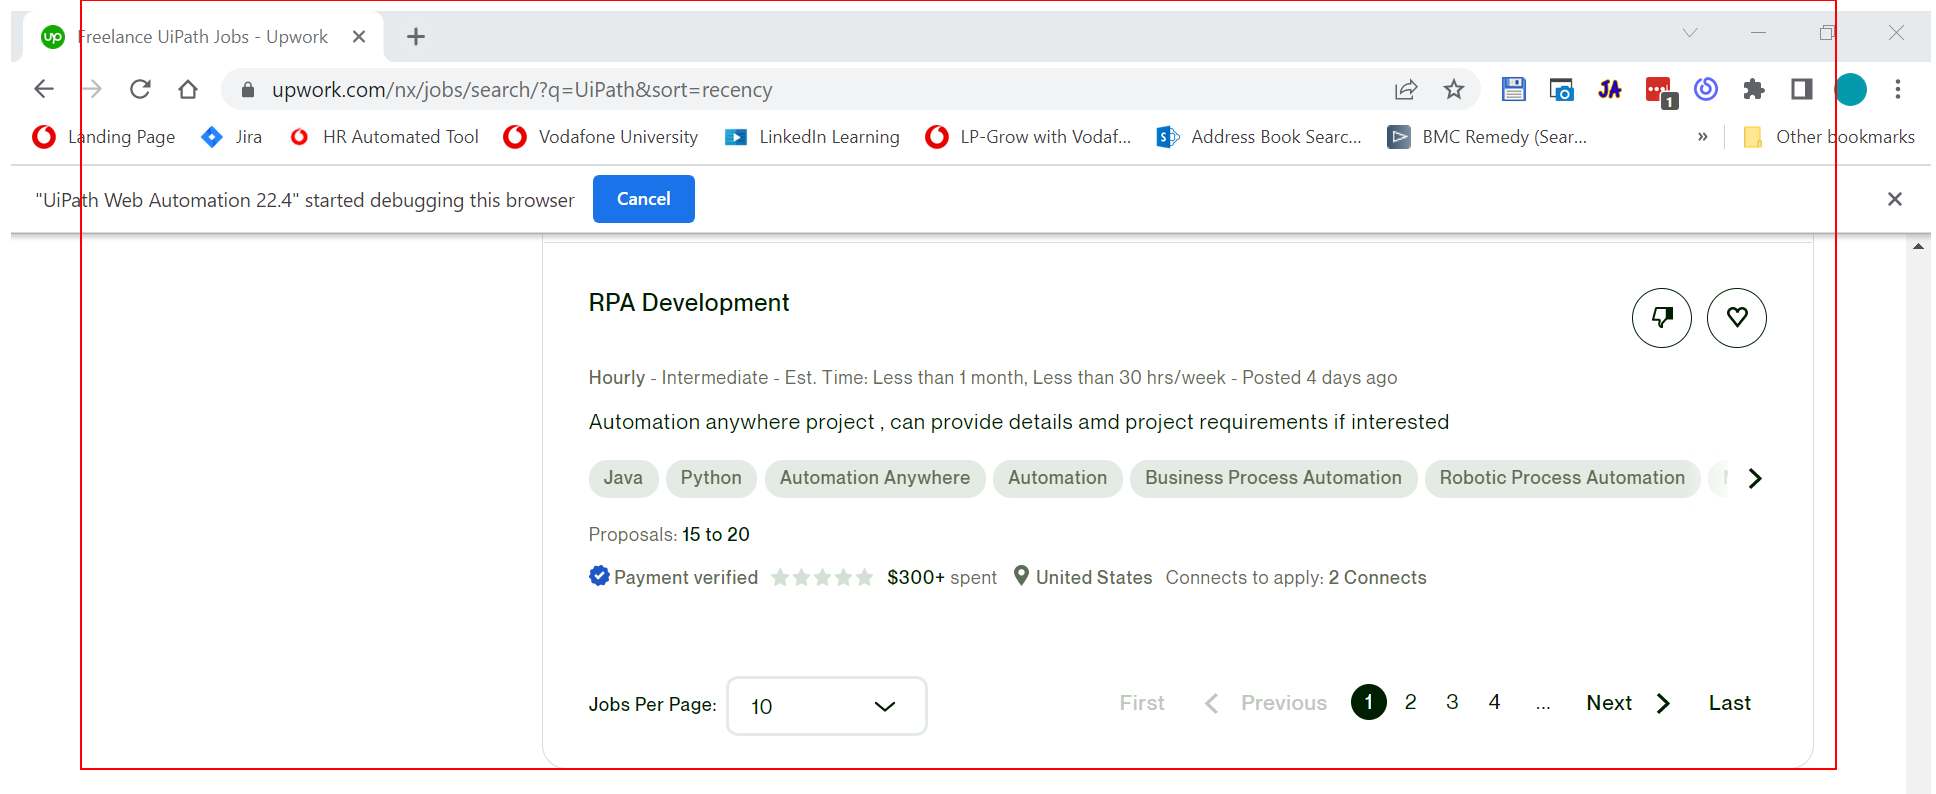 up Freelance UiPath Jobs - Upwork
upwork.com/nx/jobs/search/?q=UiPath&sort=recency JA 1
Landing Page Jira HR Automated Tool Vodafone University LinkedIn Learning LP-Grow with Vodaf... Address Book Searc... BMC Remedy (Sear... » Other bookmarks
"UiPath Web Automation 22.4" started debugging this browser Cancel
RPA Development
Hourly - Intermediate - Est. Time: Less than 1 month, Less than 30 hrs/week - Posted 4 days ago
Automation anywhere project , can provide details amd project requirements if interested
Java Python Automation Anywhere Automation Business Process Automation Robotic Process Automation
Proposals: 15 to 20
Payment verified $300+ spent United States Connects to apply: 2 Connects
Jobs Per Page: 10 First Previous 1 2 3 4 ... Next Last